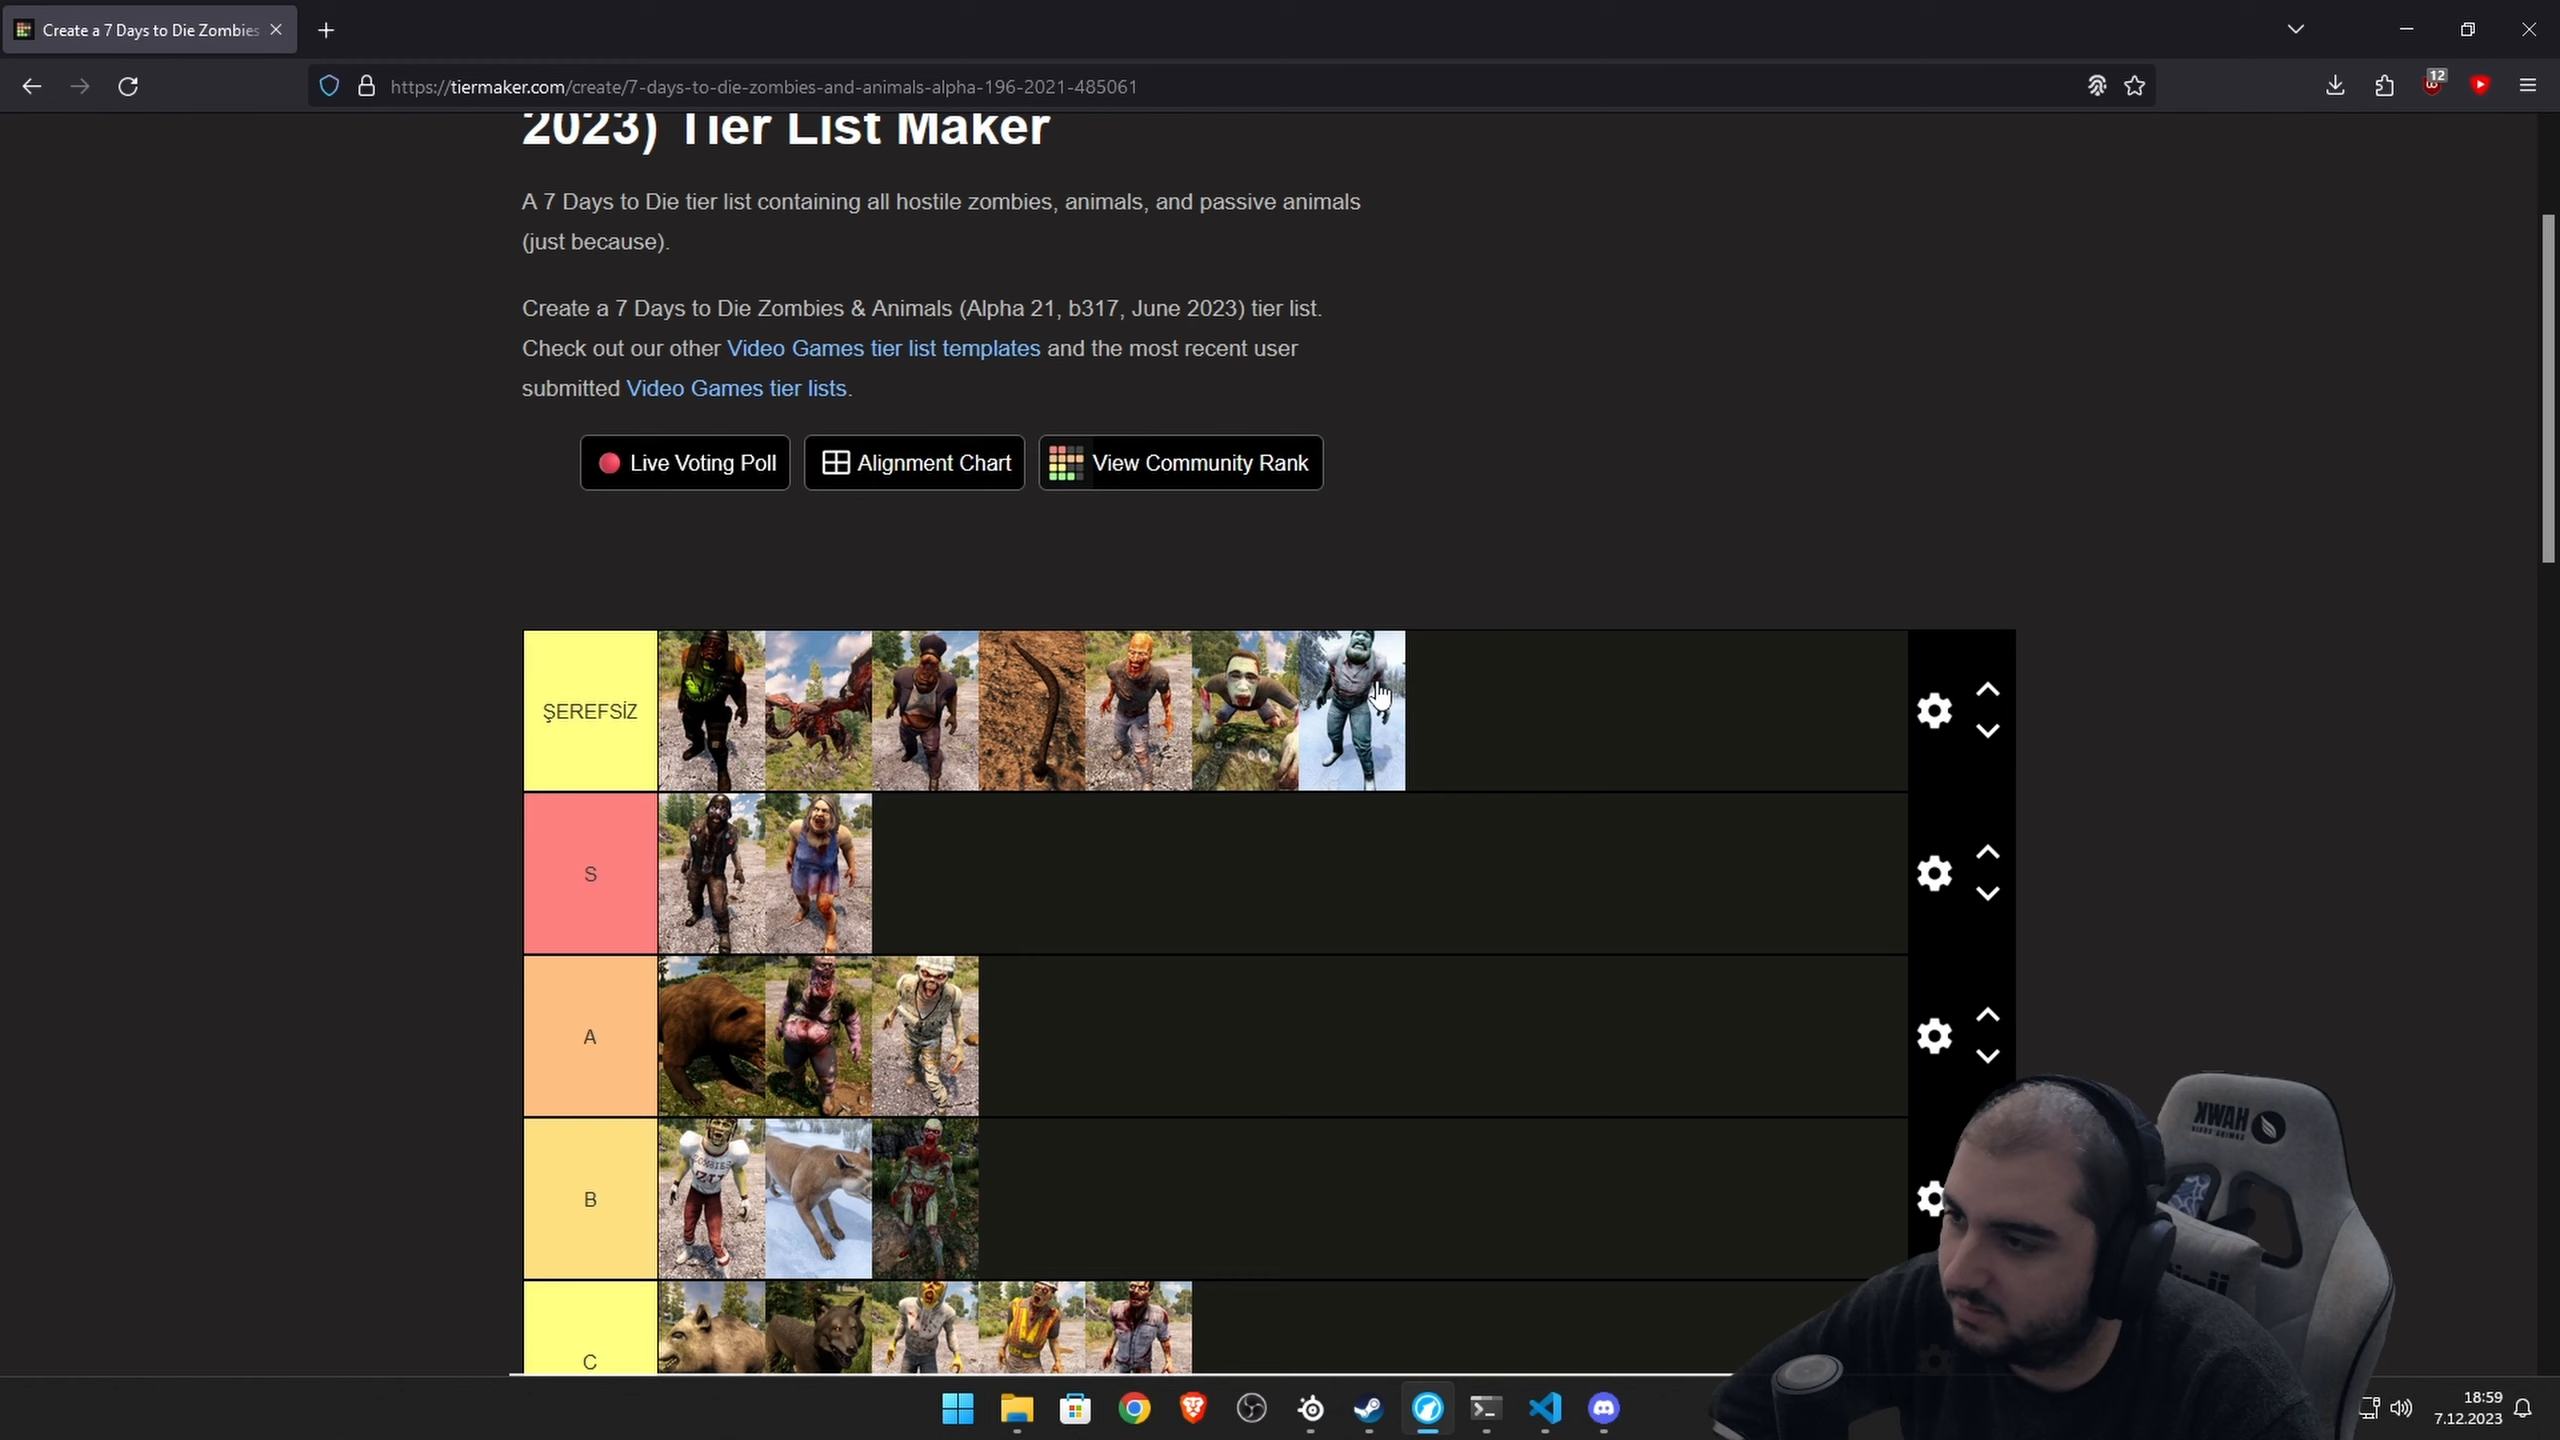 Create a 7 Days to Die Zombies
https://tiermaker.com/create/7-days-to-die-zombies-and-animals-alpha-196-2021-485061
12
2023) Tier List Maker
A 7 Days to Die tier list containing all hostile zombies, animals, and passive animals
(just because).
Create a 7 Days to Die Zombies & Animals (Alpha 21, b317, June 2023) tier list.
Check out our other Video Games tier list templates and the most recent user
submitted Video Games tier lists.
Live Voting Poll
Alignment Chart
View Community Rank
ŞEREFSİZ
S
A
B
C
HAWK
18:59
7.12.2023